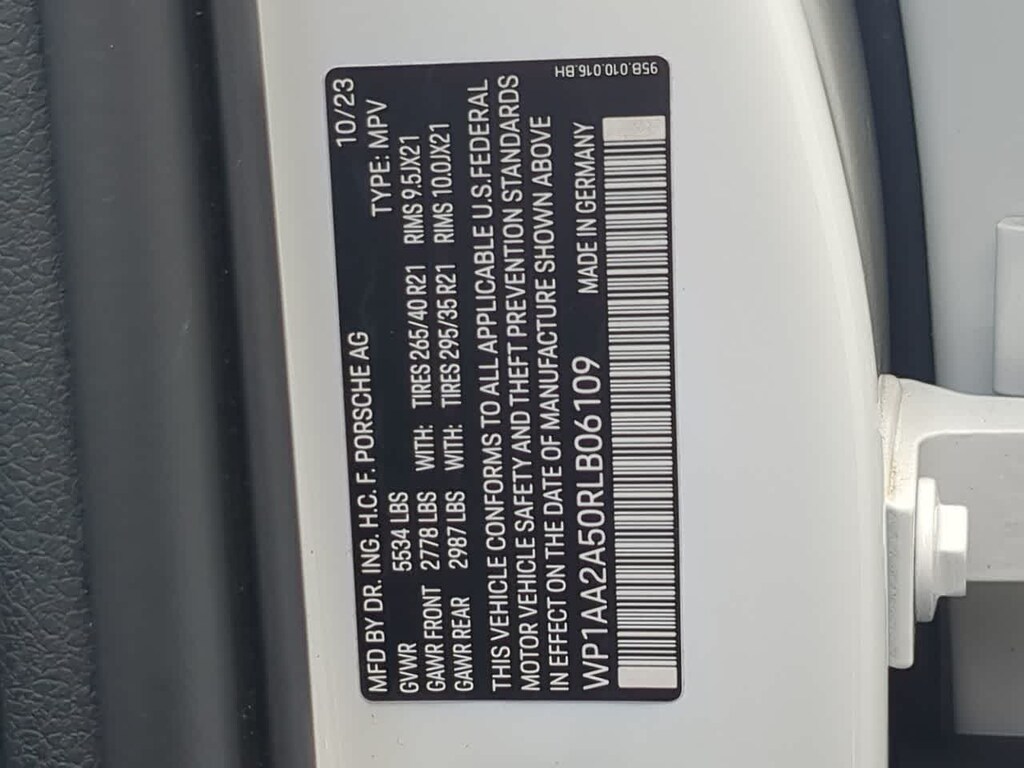 10/23
MFD BY DR. ING. H.C. F. PORSCHE AG
GVWR 5534 LBS TYPE: MPV
GAWR FRONT 2778 LBS WITH: TIRES 265/40 R21 RIMS 9.5JX21
GAWR REAR 2987 LBS WITH: TIRES 295/35 R21 RIMS 10.0JX21
THIS VEHICLE CONFORMS TO ALL APPLICABLE U.S. FEDERAL
MOTOR VEHICLE SAFETY AND THEFT PREVENTION STANDARDS
IN EFFECT ON THE DATE OF MANUFACTURE SHOWN ABOVE
WP1AA2A50RLB06109 MADE IN GERMANY
95B.010.016.BH